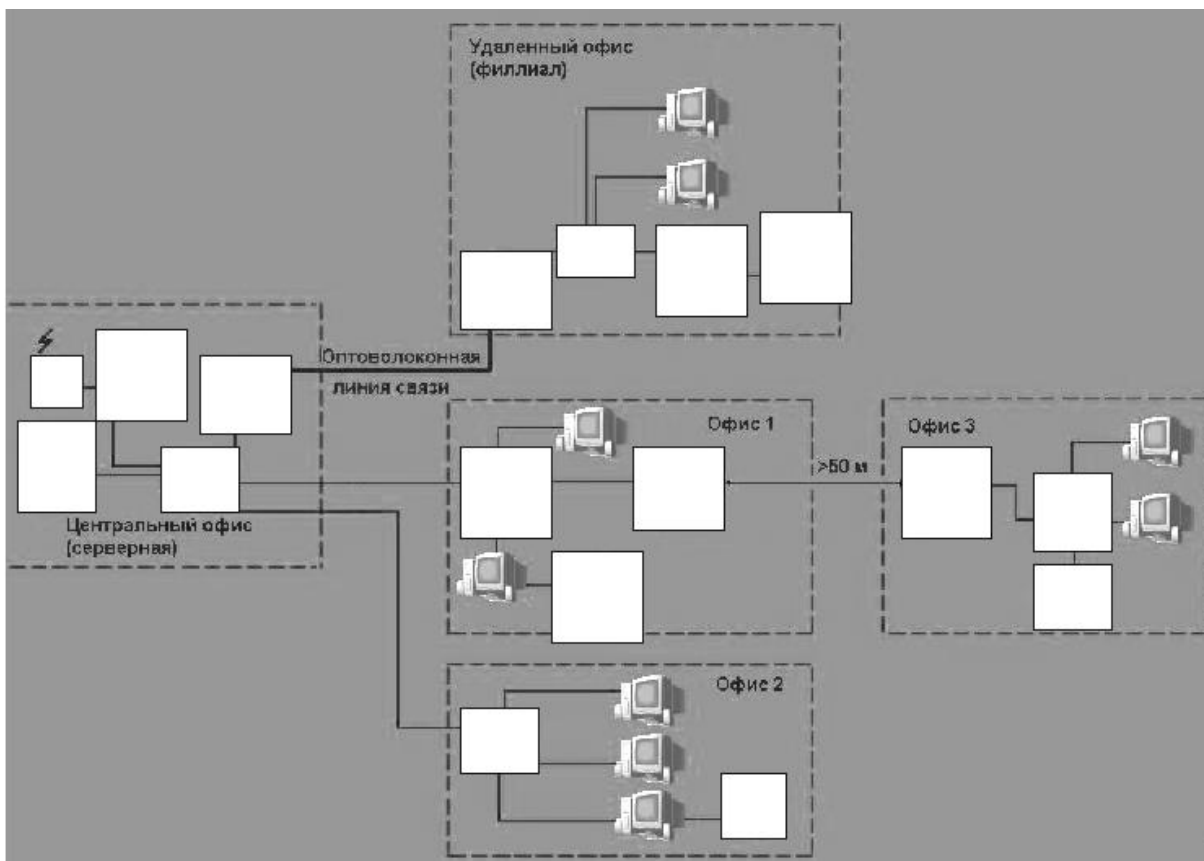 Удаленный офис
(филлиал)
Оптоволоконная
линия связи
Офис 1
Офис 3
>50 м
Центральный офис
(серверная)
Офис 2